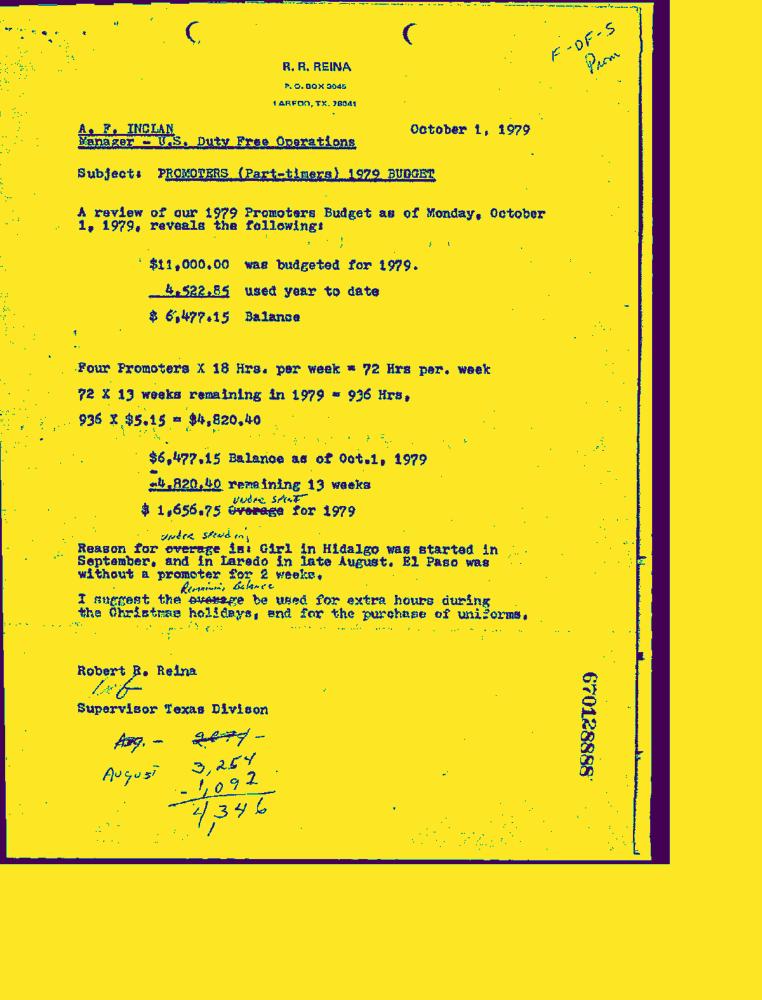 F-DF-S
Prom
R. R. REINA
P. O. BOX 3045
LAREDO, TX. 78041
A. F. INCLAN October 1, 1979
Manager - U.S. Duty Free Operations
Subject: PROMOTERS (Part-timers) 1979 BUDGET
A review of our 1979 Promoters Budget as of Monday, October
1, 1979, reveals the following:
$11,000.00 was budgeted for 1979.
4,522.85 used year to date
$ 6,477.15 Balance
Four Promoters X 18 Hrs. per week = 72 Hrs per. week
72 X 13 weeks remaining in 1979 = 936 Hrs,
936 X $5.15 = $4,820.40
$6,477.15 Balance as of Oct.1, 1979
-4,820.40 remaining 13 weeks
under spent
$ 1,656.75 Overage for 1979
under spending
Reason for overage is: Girl in Hidalgo was started in
September, and in Laredo in late August. El Paso was
without a promoter for 2 weeks.
Remaining balance
I suggest the overage be used for extra hours during
the Christmas holidays, and for the purchase of uniforms.
Robert R. Reina
Supervisor Texas Divison
Aug. -
August 3,254
- 1,092
4346
670128888